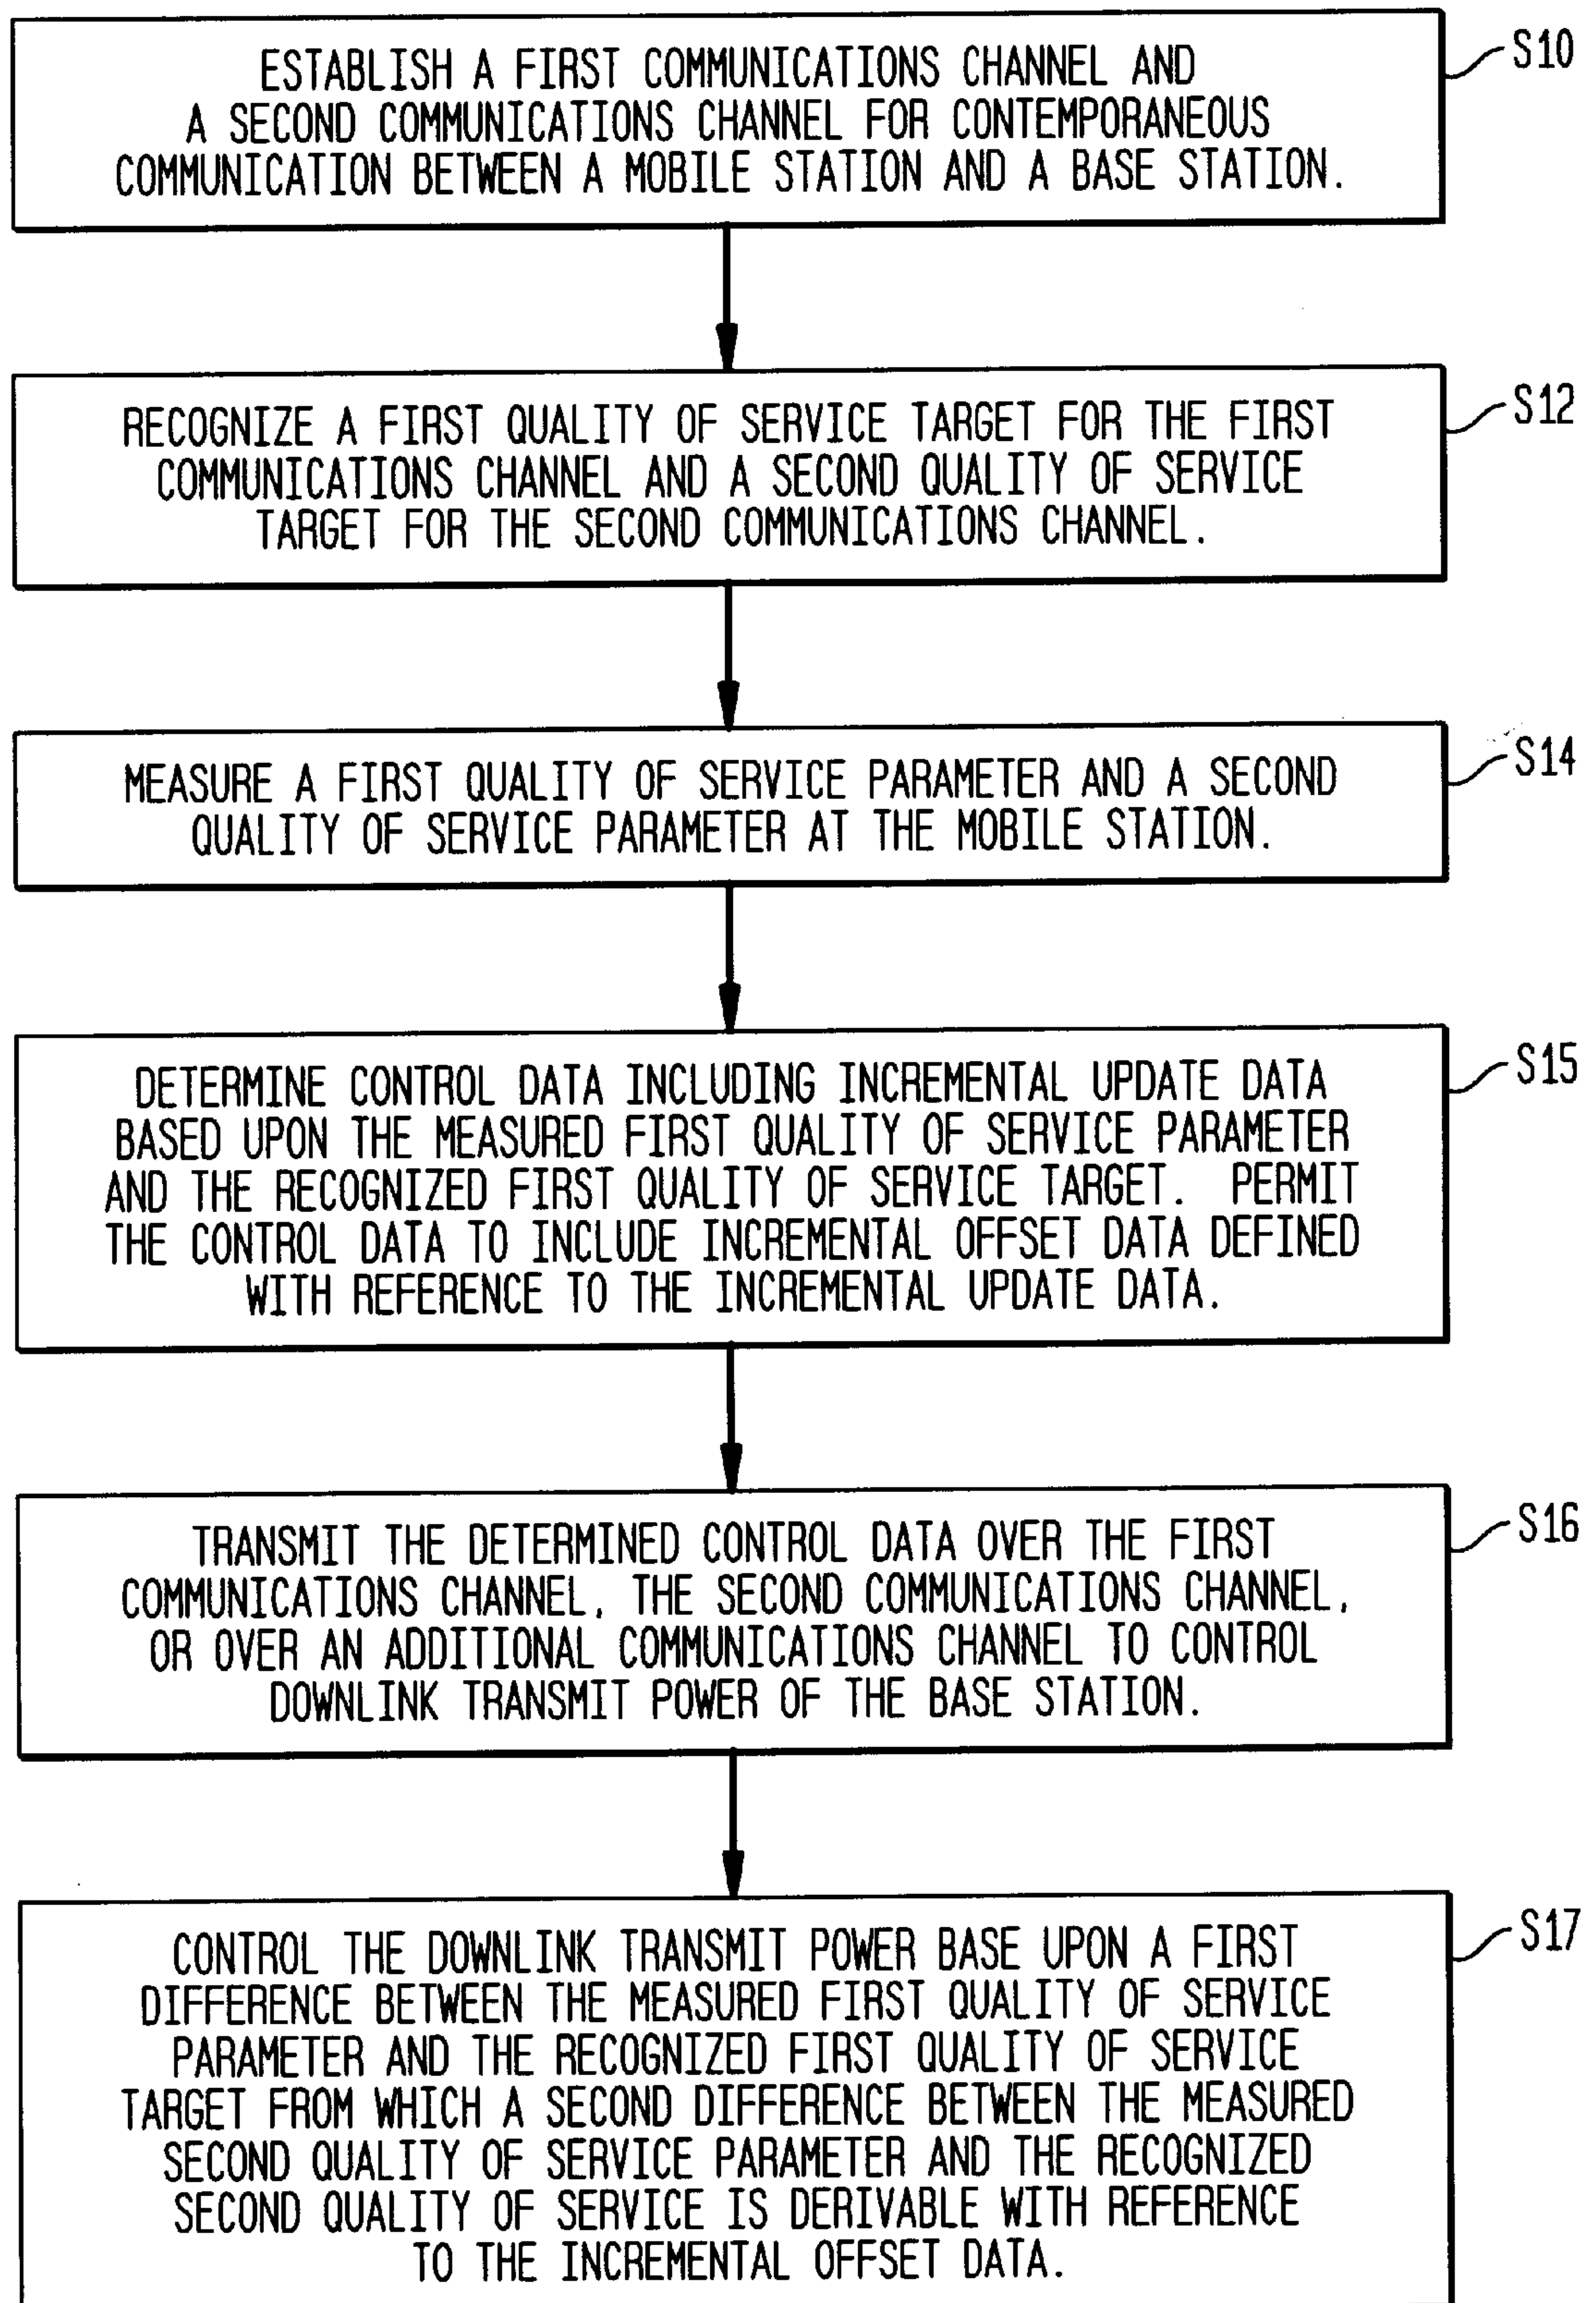 ESTABLISH A FIRST COMMUNICATIONS CHANNEL AND
A SECOND COMMUNICATIONS CHANNEL FOR CONTEMPORANEOUS
COMMUNICATION BETWEEN A MOBILE STATION AND A BASE STATION.
S10
RECOGNIZE A FIRST QUALITY OF SERVICE TARGET FOR THE FIRST
COMMUNICATIONS CHANNEL AND A SECOND QUALITY OF SERVICE
TARGET FOR THE SECOND COMMUNICATIONS CHANNEL.
S12
MEASURE A FIRST QUALITY OF SERVICE PARAMETER AND A SECOND
QUALITY OF SERVICE PARAMETER AT THE MOBILE STATION.
S14
DETERMINE CONTROL DATA INCLUDING INCREMENTAL UPDATE DATA
BASED UPON THE MEASURED FIRST QUALITY OF SERVICE PARAMETER
AND THE RECOGNIZED FIRST QUALITY OF SERVICE TARGET. PERMIT
THE CONTROL DATA TO INCLUDE INCREMENTAL OFFSET DATA DEFINED
WITH REFERENCE TO THE INCREMENTAL UPDATE DATA.
S15
TRANSMIT THE DETERMINED CONTROL DATA OVER THE FIRST
COMMUNICATIONS CHANNEL, THE SECOND COMMUNICATIONS CHANNEL,
OR OVER AN ADDITIONAL COMMUNICATIONS CHANNEL TO CONTROL
DOWNLINK TRANSMIT POWER OF THE BASE STATION.
S16
CONTROL THE DOWNLINK TRANSMIT POWER BASE UPON A FIRST
DIFFERENCE BETWEEN THE MEASURED FIRST QUALITY OF SERVICE
PARAMETER AND THE RECOGNIZED FIRST QUALITY OF SERVICE
TARGET FROM WHICH A SECOND DIFFERENCE BETWEEN THE MEASURED
SECOND QUALITY OF SERVICE PARAMETER AND THE RECOGNIZED
SECOND QUALITY OF SERVICE IS DERIVABLE WITH REFERENCE
TO THE INCREMENTAL OFFSET DATA.
S17